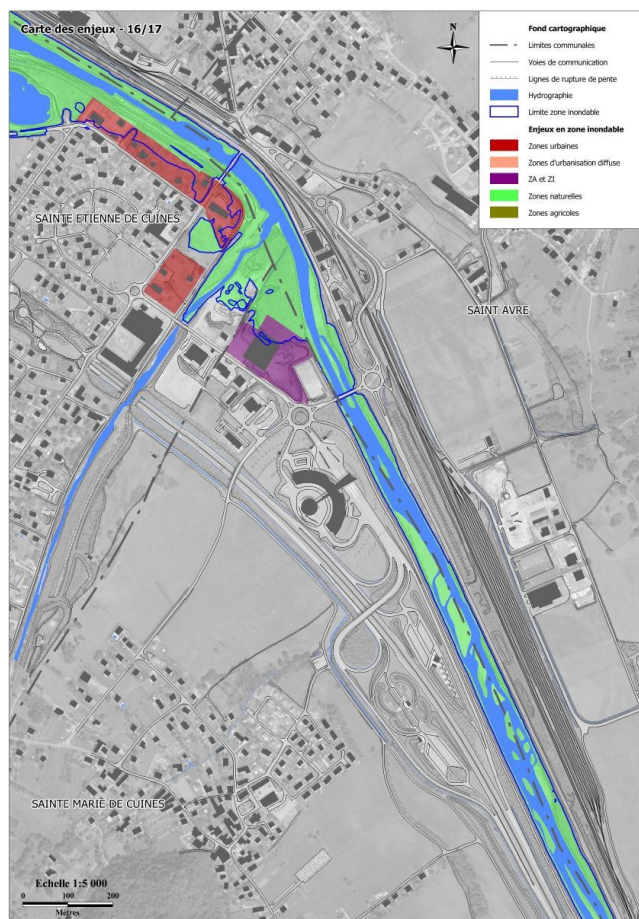 Carte des enjeux - 16/17
N
Fond cartographique
Limites communales
Voies de communication
Lignes de rupture de pente
Hydrographie
Limite zone inondable
Enjeux en zone inondable
Zones urbaines
Zones d'urbanisation diffuse
ZA et ZI
Zones naturelles
Zones agricoles
SAINTE ETIENNE DE CUINES
SAINT AVRE
SAINTE MARIE DE CUINES
Echelle 1:5 000
0 100 200
Metres